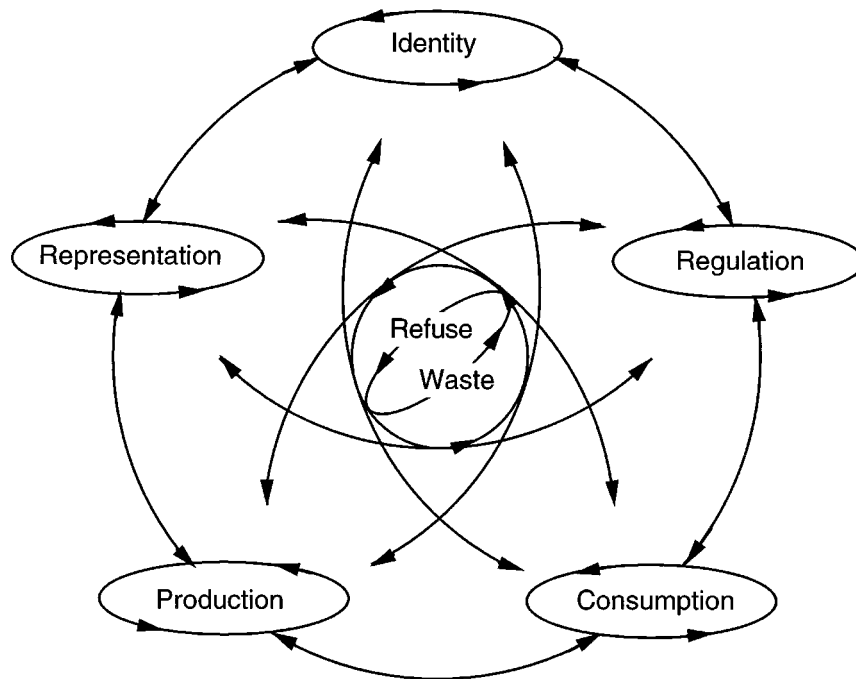 Identity
Representation
Regulation
Refuse
Waste
Production
Consumption